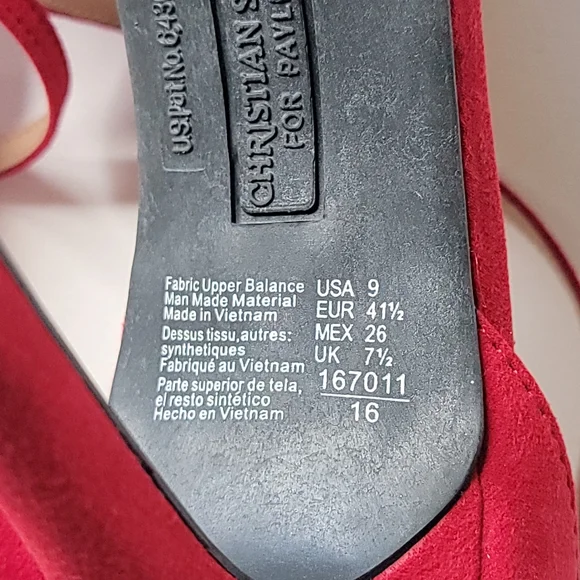 US.Pat.No.6,43
CHRISTIAN S
FOR PAYL
Fabric Upper Balance
Man Made Material
Made in Vietnam
Dessus tissu,autres:
synthetiques
Fabriqué au Vietnam
Parte superior de tela,
el resto sintético
Hecho en Vietnam
USA 9
EUR 41½
MEX 26
UK 7½
167011
16